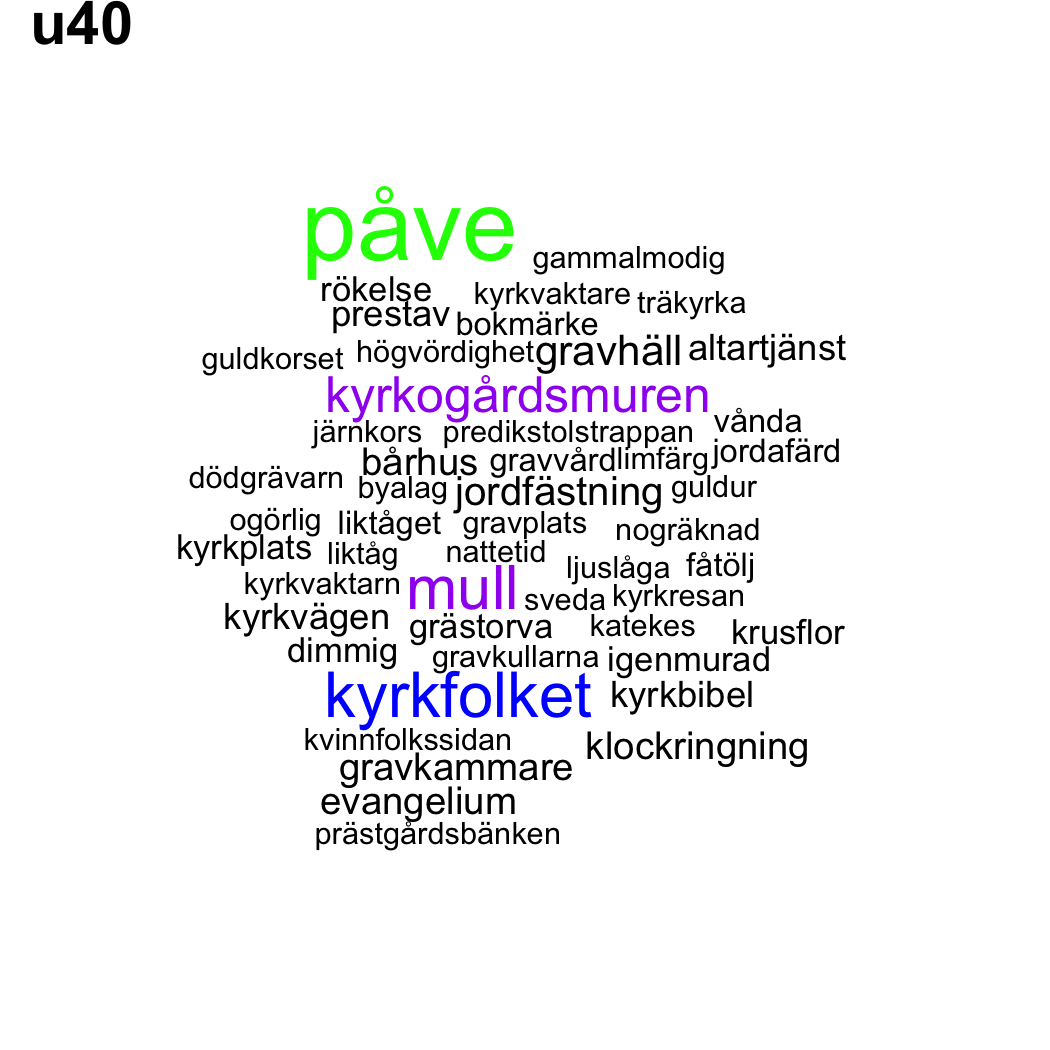 u40
påve
gammalmodig
rökelse kyrkvaktare träkyrka
prestav bokmärke
guldkorset högvördighet gravhäll altartjänst
kyrkogårdsmuren
järnkors predikstolstrappan vånda
bårhus gravvård limfärg jordafärd
dödgrävarn byalag jordfästning guldur
ogörlig liktåget gravplats nogräknad
kyrkplats liktåg nattetid ljuslåga fåtölj
kyrkvaktarn mull sveda kyrkresan
kyrkvägen grästorva katekes krusflor
dimmig gravkullarna igenmurad
kyrkfolket kyrkbibel
kvinnfolkssidan klockringning
gravkammare
evangelium
prästgårdsbänken